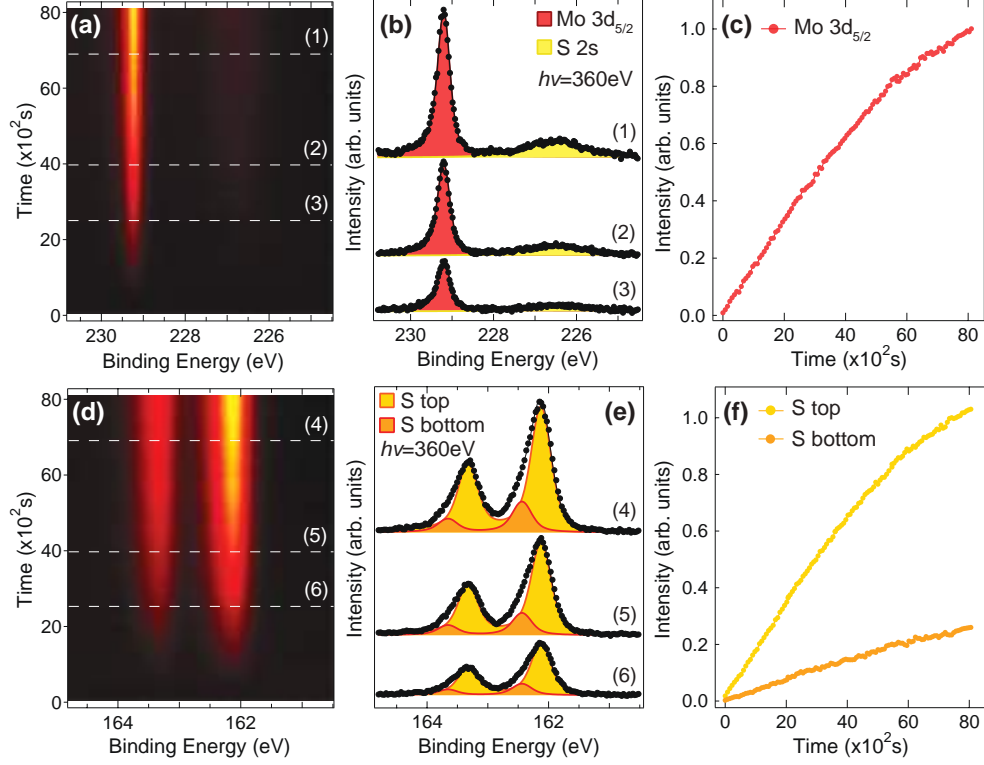 (a)
(1)
(2)
(3)
Time (x10²s)
80
60
40
20
0
230
228
226
Binding Energy (eV)
(b)
Mo 3d₅/₂
S 2s
hν=360eV
(1)
(2)
(3)
Intensity (arb. units)
230
228
226
Binding Energy (eV)
(c)
Mo 3d₅/₂
Intensity (arb. units)
1.0
0.8
0.6
0.4
0.2
0.0
0
20
40
60
80
Time (x10²s)
(d)
(4)
(5)
(6)
Time (x10²s)
80
60
40
20
0
164
162
Binding Energy (eV)
(e)
S top
S bottom
hν=360eV
(4)
(5)
(6)
Intensity (arb. units)
164
162
Binding Energy (eV)
(f)
S top
S bottom
Intensity (arb. units)
1.0
0.8
0.6
0.4
0.2
0.0
0
20
40
60
80
Time (x10²s)